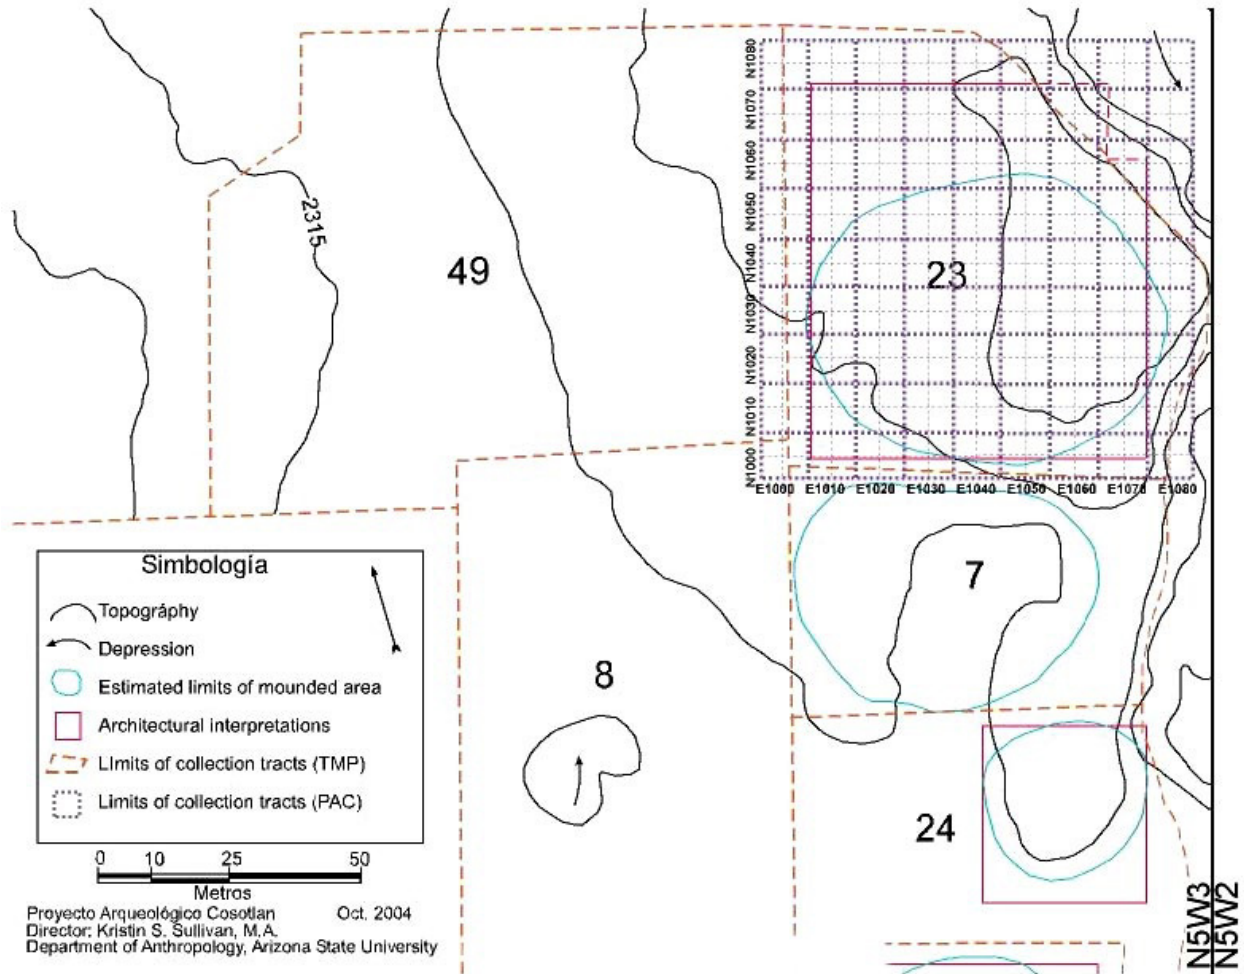 N1080
N1070
N1060
N1050
N1040
N1030
N1020
N1010
N1000
E1000 E1010 E1020 E1030 E1040 E1050 E1060 E1070 E1080
2315
49
23
7
8
24
Simbología
Topográphy
Depression
Estimated limits of mounded area
Architectural interpretations
LImits of collection tracts (TMP)
Limits of collection tracts (PAC)
0 10 25 50
Metros
Proyecto Arqueológico Cosotlan Oct. 2004
Director: Kristin S. Sullivan, M.A.
Department of Anthropology, Arizona State University
N5W3
N5W2